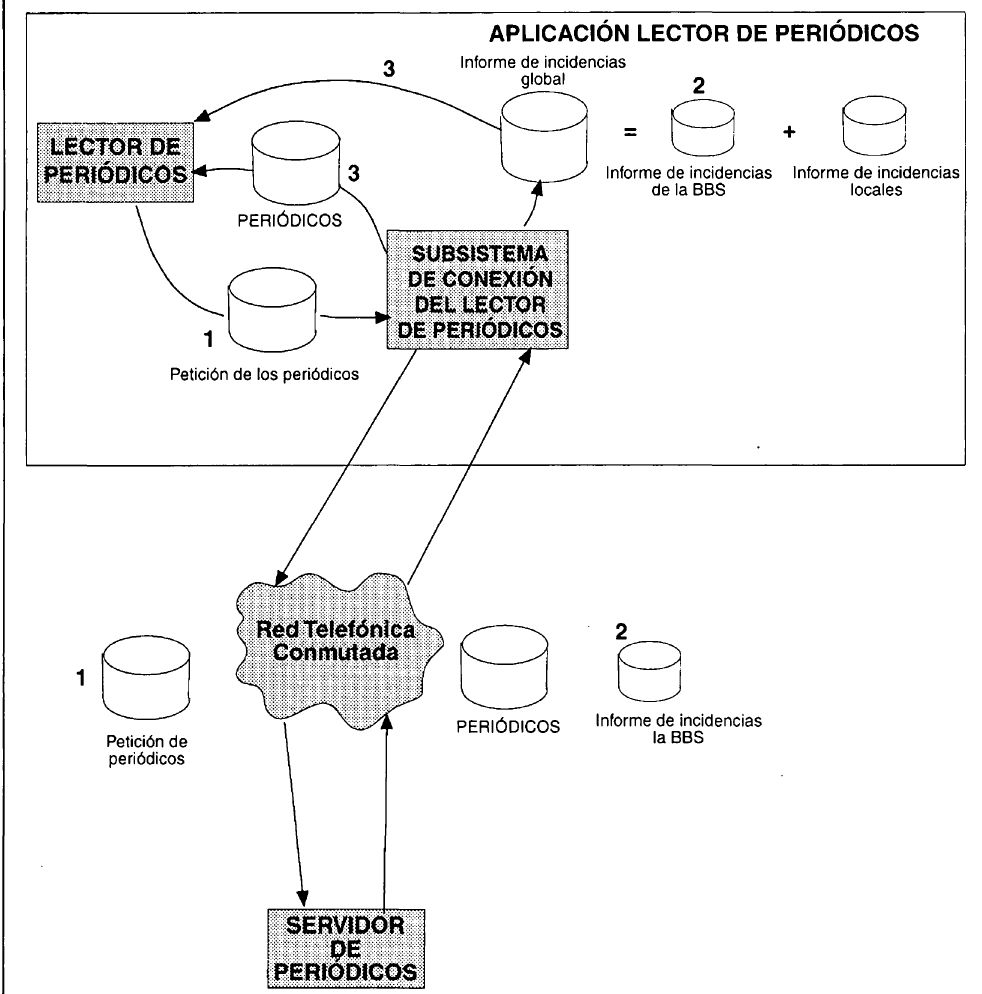 APLICACIÓN LECTOR DE PERIÓDICOS
Informe de incidencias
global
3
2
LECTOR DE
PERIÓDICOS
=
+
Informe de incidencias
de la BBS
Informe de incidencias
locales
3
PERIÓDICOS
SUBSISTEMA
DE CONEXIÓN
DEL LECTOR
DE PERIÓDICOS
1
Petición de los periódicos
Red Telefónica
Conmutada
1
Petición de
periódicos
PERIÓDICOS
2
Informe de incidencias
la BBS
SERVIDOR
DE
PERIÓDICOS